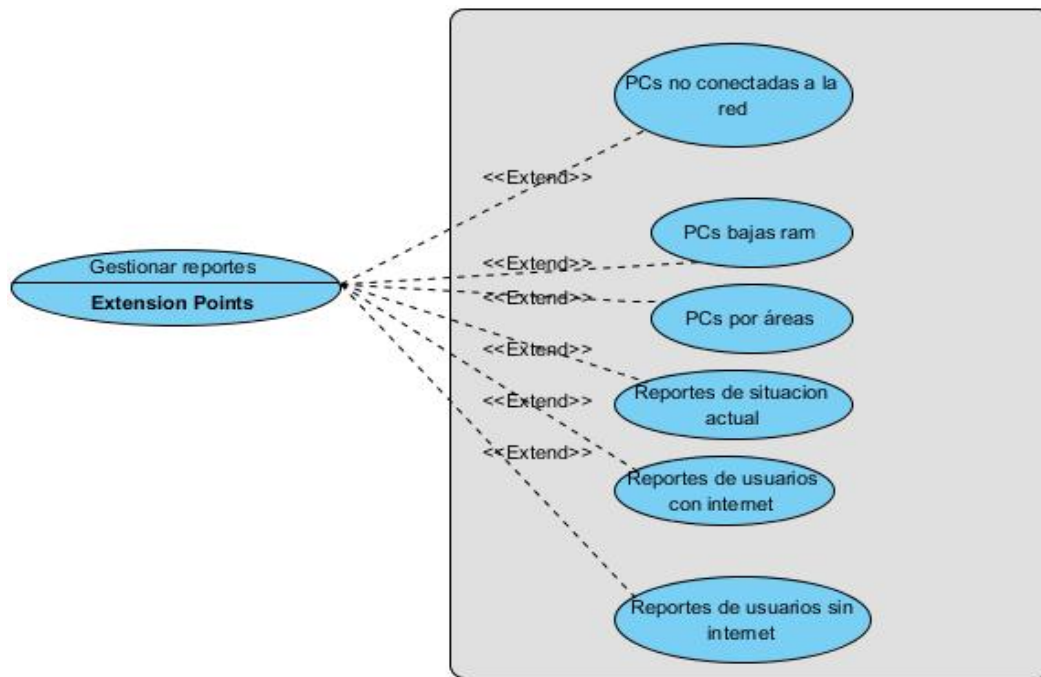 PCs no conectadas a la
red
<<Extend>>
PCs bajas ram
<<Extend>>
Gestionar reportes
Extension Points
<<Extend>>
PCs por áreas
<<Extend>>
Reportes de situacion
actual
<<Extend>>
Reportes de usuarios
con internet
<<Extend>>
Reportes de usuarios sin
internet